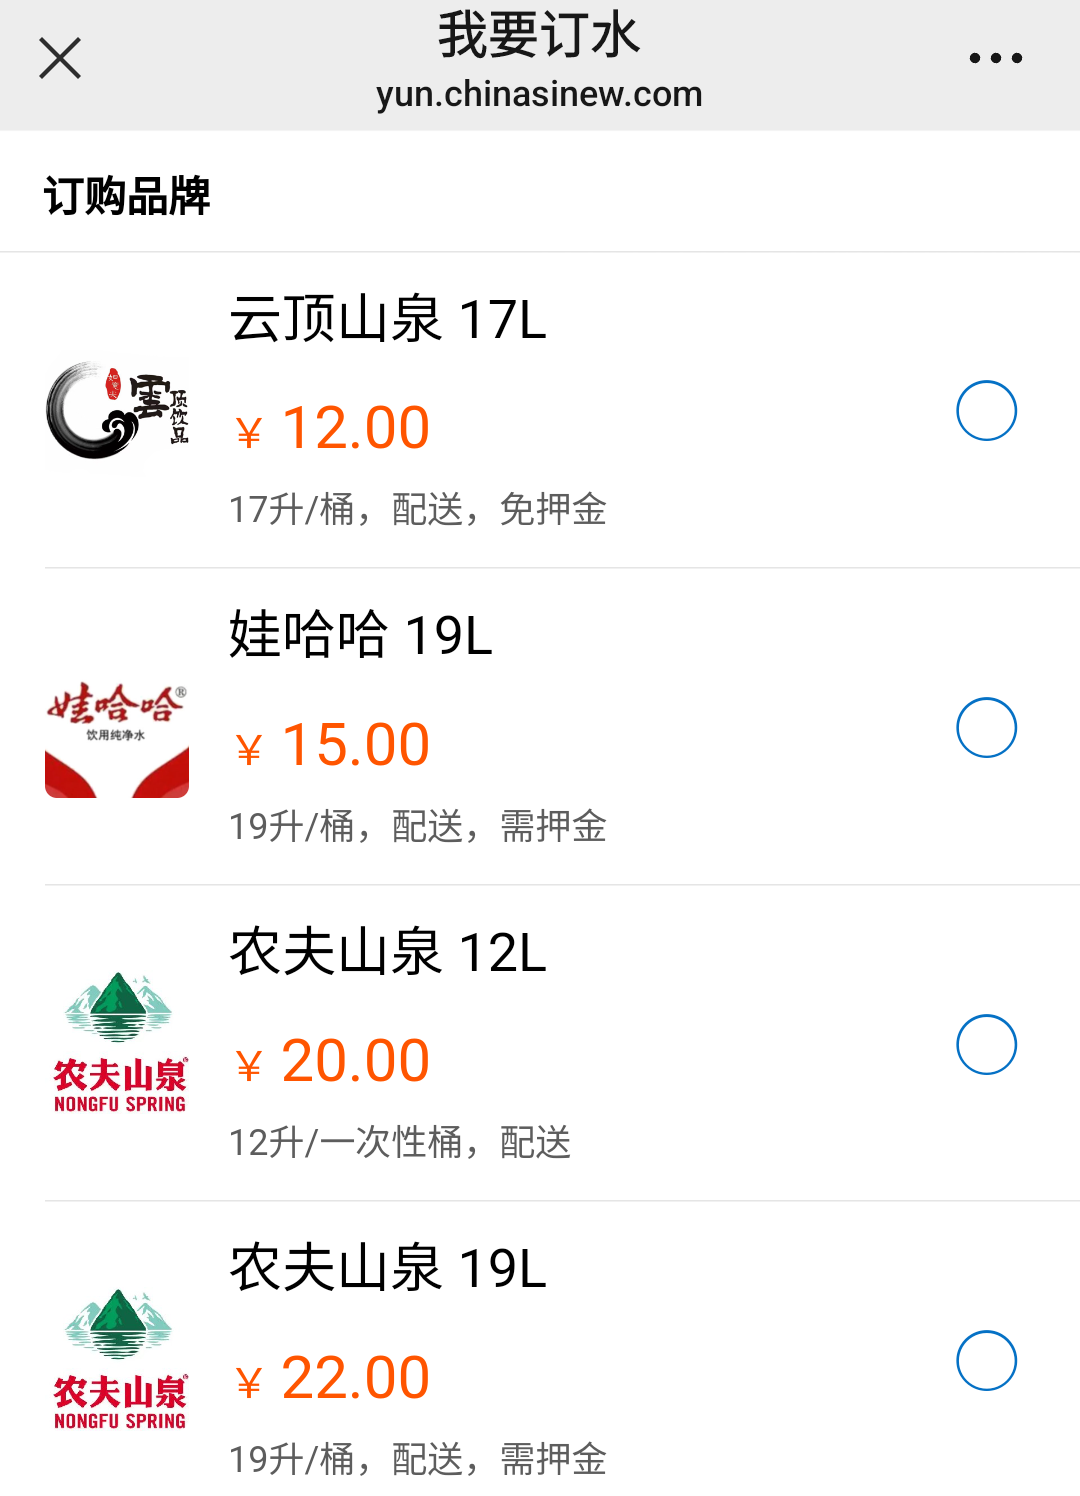 我要订水
yun.chinasinew.com
订购品牌
云顶山泉 17L
雲顶饮品
¥ 12.00
17升/桶，配送，免押金
娃哈哈 19L
娃哈哈®
饮用纯净水
¥ 15.00
19升/桶，配送，需押金
农夫山泉 12L
农夫山泉
NONGFU SPRING
¥ 20.00
12升/一次性桶，配送
农夫山泉 19L
农夫山泉
NONGFU SPRING
¥ 22.00
19升/桶，配送，需押金